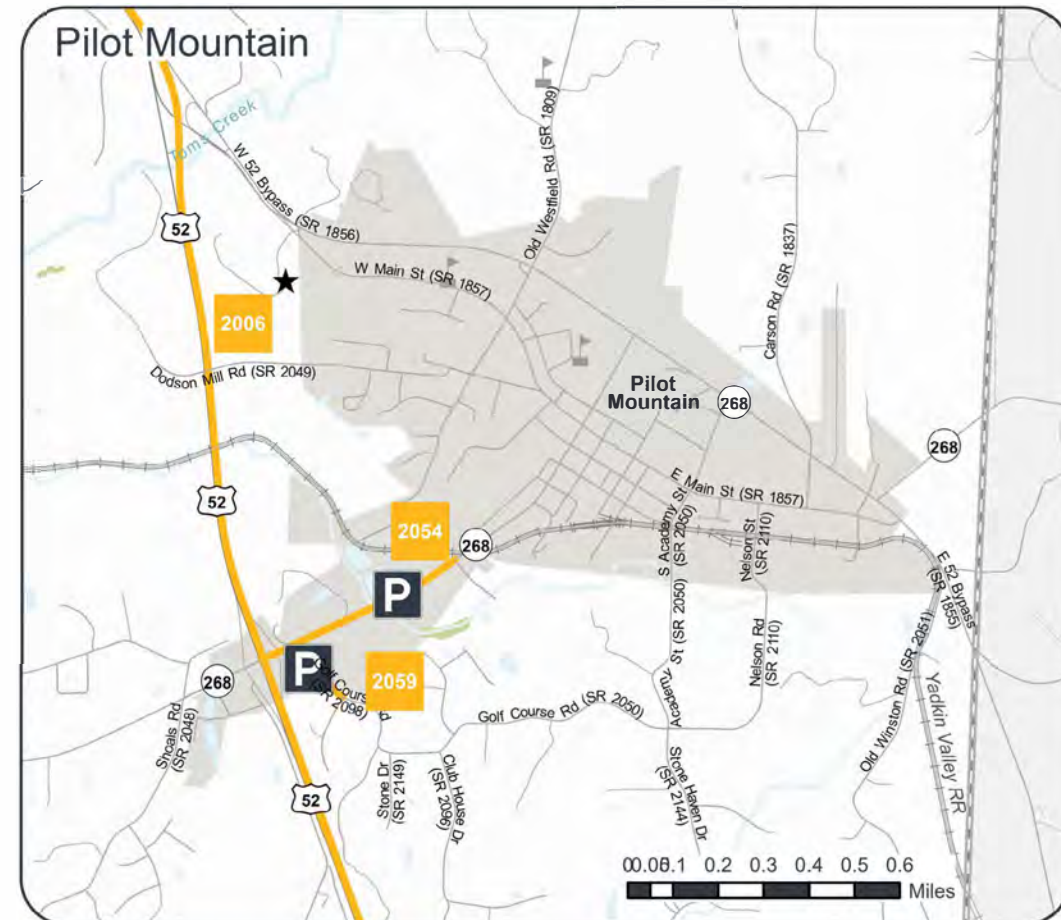 Pilot Mountain
Toms Creek
W 52 Bypass (SR 1856)
Old Westfield Rd (SR 1809)
52
W Main St (SR 1857)
Carson Rd (SR 1837)
2006
Dodson Mill Rd (SR 2049)
Pilot
Mountain
268
268
52
E Main St (SR 1857)
2054
268
S Academy St
(SR 2050)
Nelson St
(SR 2110)
E 52 Bypass
(SR 1855)
P
P
2059
268
Golf Course Rd
(SR 2098)
Shoals Rd
(SR 2048)
Golf Course Rd (SR 2050)
Academy St (SR 2050)
Nelson Rd
(SR 2110)
Old Winston Rd (SR 2051)
Yadkin Valley RR
Stone Dr
(SR 2149)
Club House Dr
(SR 2096)
Stone Haven Dr
(SR 2144)
52
0 0.05 0.1 0.2 0.3 0.4 0.5 0.6
Miles